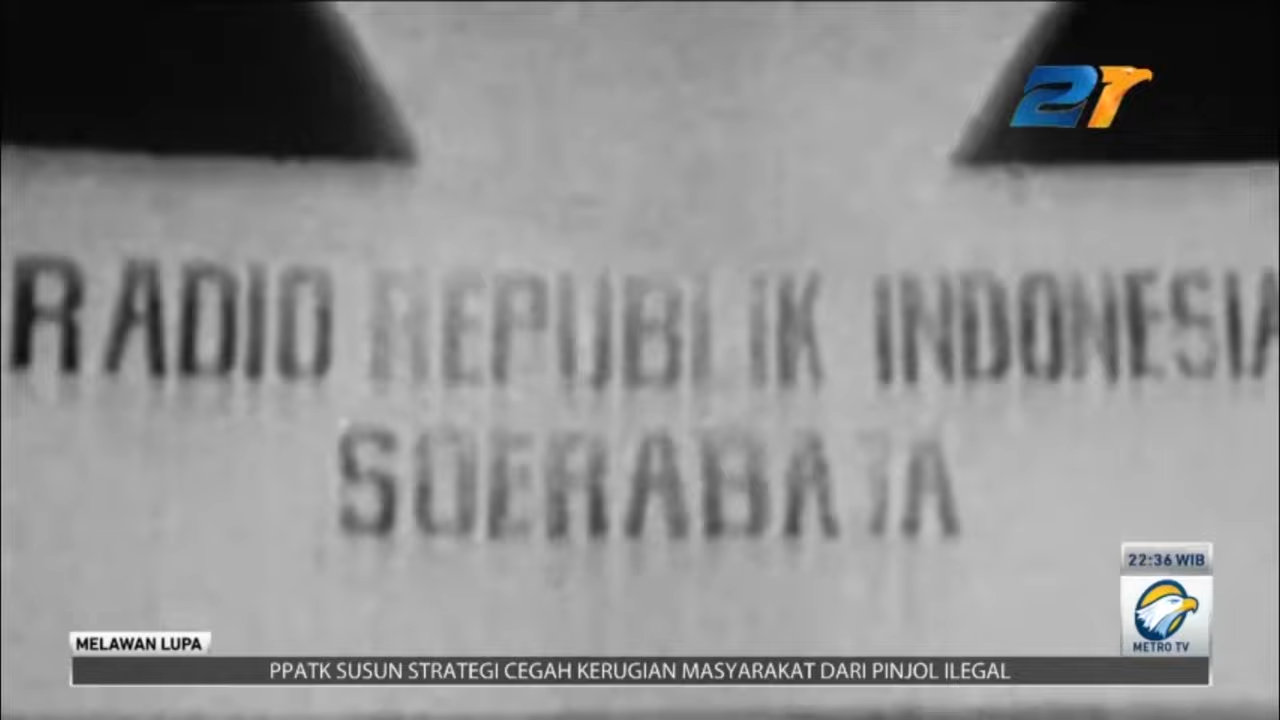 21
RADIO REPUBLIK INDONESIA
SOERABAJA
22:36 WIB
METRO TV
MELAWAN LUPA
PPATK SUSUN STRATEGI CEGAH KERUGIAN MASYARAKAT DARI PINJOL ILEGAL